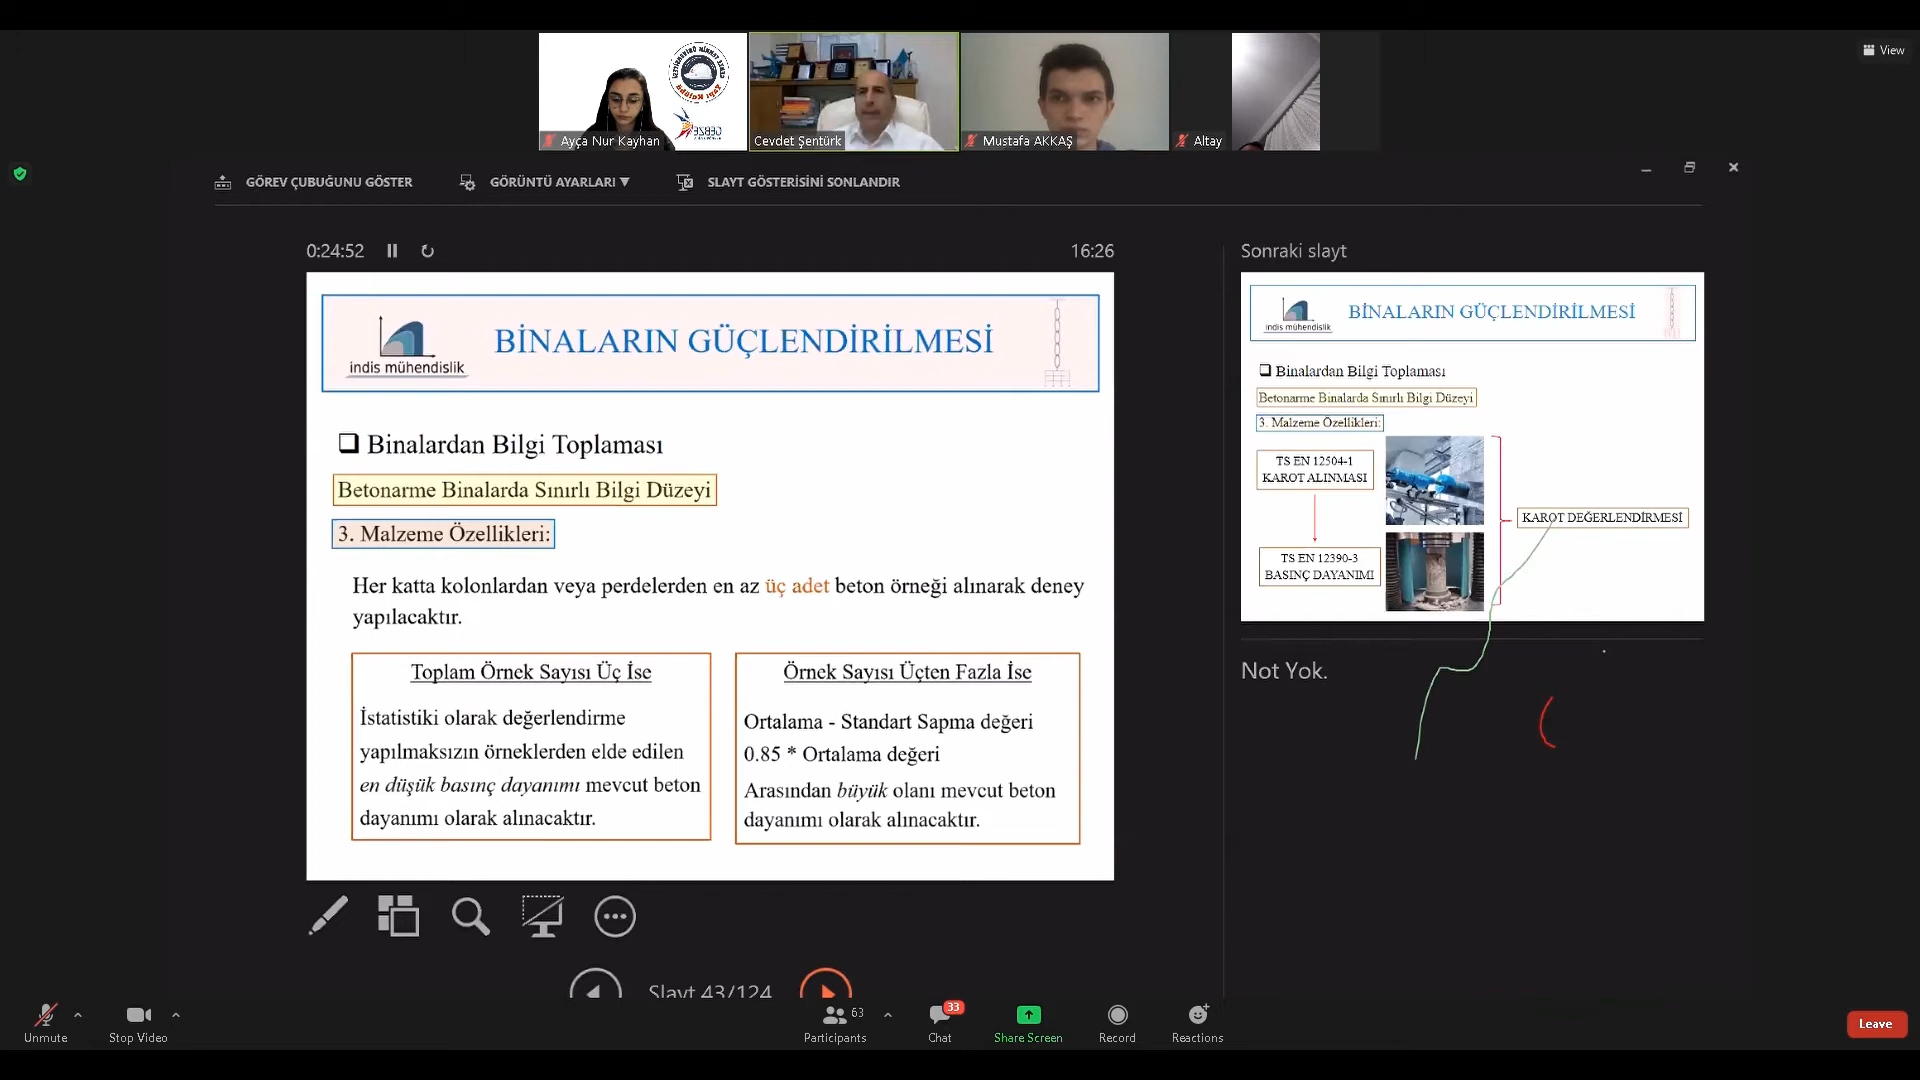 View
Ayça Nur Kayhan
Cevdet Şentürk
Mustafa AKKAŞ
Altay
GÖREV ÇUBUĞUNU GÖSTER
GÖRÜNTÜ AYARLARI ▼
SLAYT GÖSTERİSİNİ SONLANDIR
0:24:52
16:26
indis mühendislik
BİNALARIN GÜÇLENDİRİLMESİ
❑ Binalardan Bilgi Toplaması
Betonarme Binalarda Sınırlı Bilgi Düzeyi
3. Malzeme Özellikleri:
Her katta kolonlardan veya perdelerden en az üç adet beton örneği alınarak deney
yapılacaktır.
Toplam Örnek Sayısı Üç İse
İstatistiki olarak değerlendirme
yapılmaksızın örneklerden elde edilen
en düşük basınç dayanımı mevcut beton
dayanımı olarak alınacaktır.
Örnek Sayısı Üçten Fazla İse
Ortalama - Standart Sapma değeri
0.85 * Ortalama değeri
Arasından büyük olanı mevcut beton
dayanımı olarak alınacaktır.
Slayt 43/124
Sonraki slayt
indis mühendislik
BİNALARIN GÜÇLENDİRİLMESİ
❑ Binalardan Bilgi Toplaması
Betonarme Binalarda Sınırlı Bilgi Düzeyi
3. Malzeme Özellikleri:
TS EN 12504-1
KAROT ALINMASI
TS EN 12390-3
BASINÇ DAYANIMI
KAROT DEĞERLENDİRMESİ
Not Yok.
Unmute
Stop Video
63
Participants
33
Chat
Share Screen
Record
Reactions
Leave